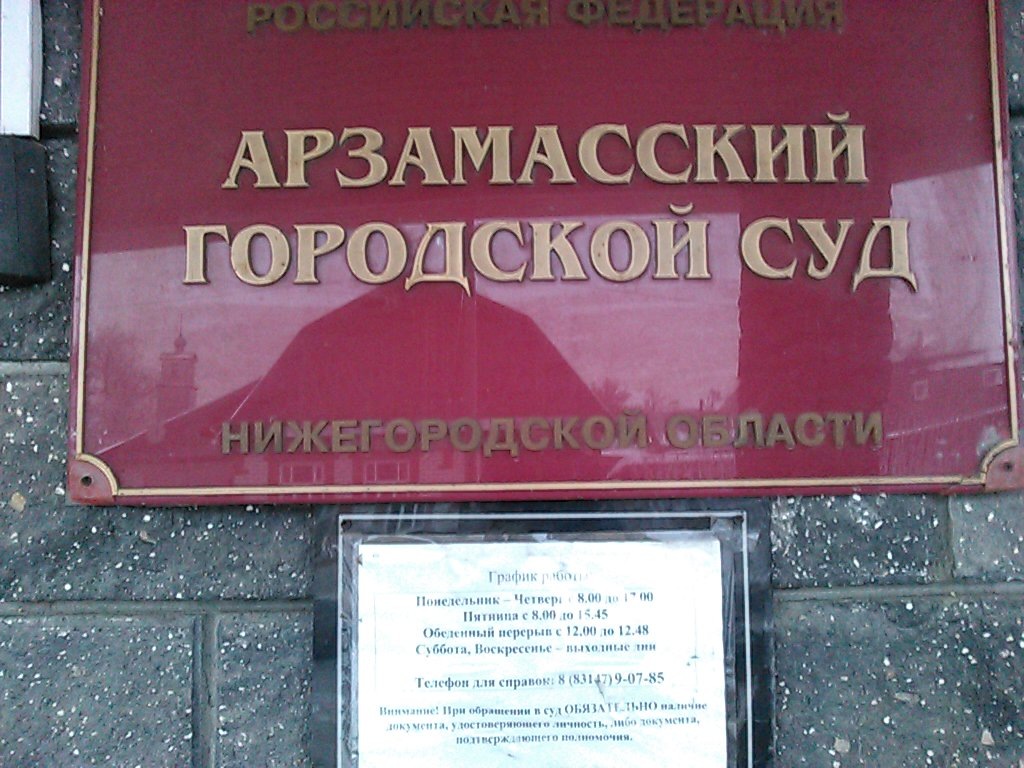 РОССИЙСКАЯ ФЕДЕРАЦИЯ
АРЗАМАССКИЙ
ГОРОДСКОЙ СУД
НИЖЕГОРОДСКОЙ ОБЛАСТИ
График работы
Понедельник – Четверг с 8.00 до 17.00
Пятница с 8.00 до 15.45
Обеденный перерыв с 12.00 до 12.48
Суббота, Воскресенье – выходные дни
Телефон для справок: 8 (83147) 9-07-85
Внимание! При обращении в суд ОБЯЗАТЕЛЬНО наличие
документа, удостоверяющего личность, либо документа,
подтверждающего полномочия.